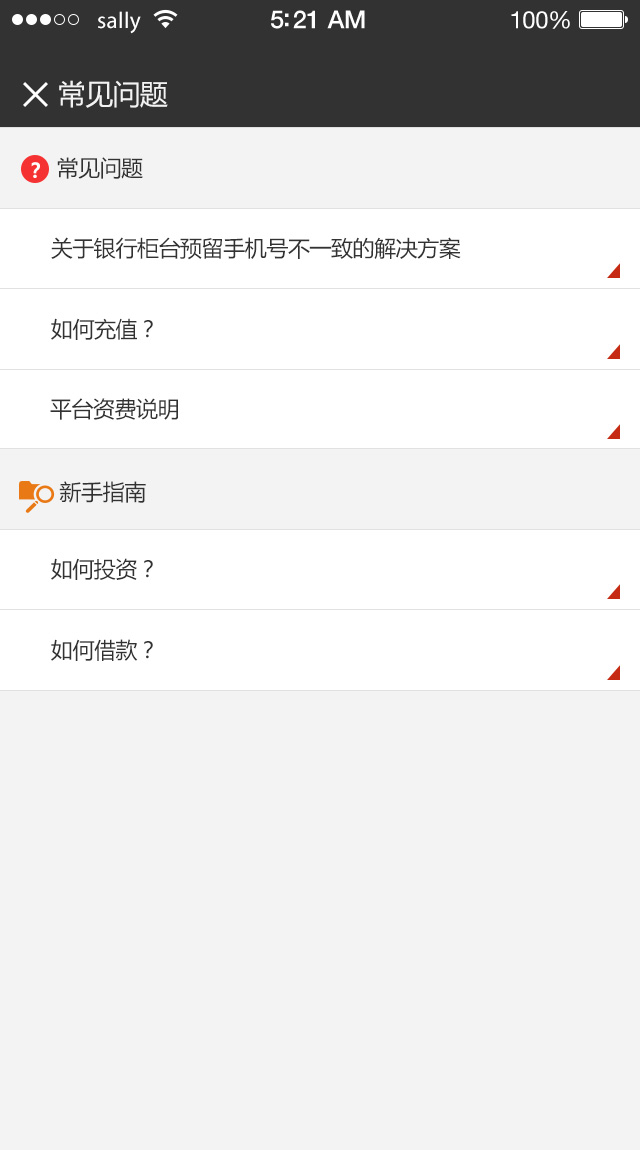 sally 5:21 AM 100%
常见问题
? 常见问题
关于银行柜台预留手机号不一致的解决方案
如何充值？
平台资费说明
新手指南
如何投资？
如何借款？